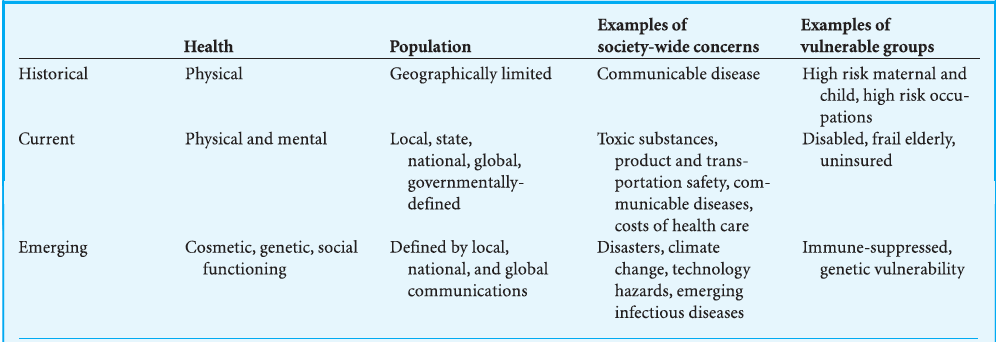 Health Population Examples of society-wide concerns Examples of vulnerable groups
Historical Physical Geographically limited Communicable disease High risk maternal and
child, high risk occu-
pations
Current Physical and mental Local, state, Toxic substances, Disabled, frail elderly,
national, global, product and trans- uninsured
governmentally- portation safety, com-
defined municable diseases,
costs of health care
Emerging Cosmetic, genetic, social Defined by local, Disasters, climate Immune-suppressed,
functioning national, and global change, technology genetic vulnerability
communications hazards, emerging
infectious diseases